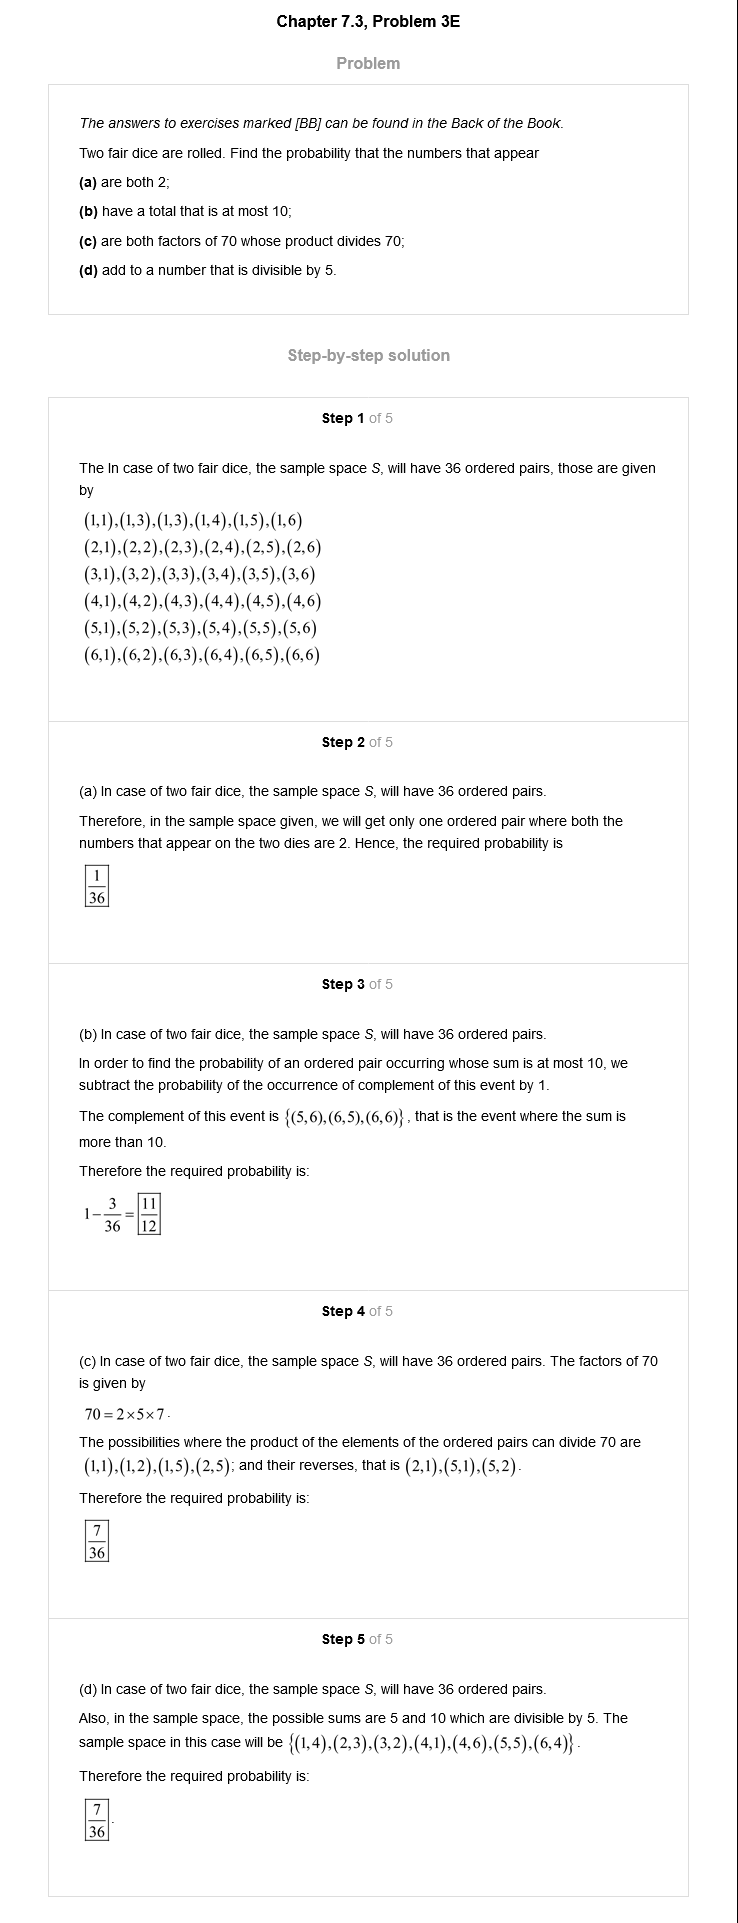 Chapter 7.3, Problem 3E
Problem
The answers to exercises marked [BB] can be found in the Back of the Book.
Two fair dice are rolled. Find the probability that the numbers that appear
(a) are both 2;
(b) have a total that is at most 10;
(c) are both factors of 70 whose product divides 70;
(d) add to a number that is divisible by 5.
Step-by-step solution
Step 1 of 5
The In case of two fair dice, the sample space S, will have 36 ordered pairs, those are given
by
(1,1),(1,3),(1,3),(1,4),(1,5),(1,6)
(2,1),(2,2),(2,3),(2,4),(2,5),(2,6)
(3,1),(3,2),(3,3),(3,4),(3,5),(3,6)
(4,1),(4,2),(4,3),(4,4),(4,5),(4,6)
(5,1),(5,2),(5,3),(5,4),(5,5),(5,6)
(6,1),(6,2),(6,3),(6,4),(6,5),(6,6)
Step 2 of 5
(a) In case of two fair dice, the sample space S, will have 36 ordered pairs.
Therefore, in the sample space given, we will get only one ordered pair where both the
numbers that appear on the two dies are 2. Hence, the required probability is
1/36
Step 3 of 5
(b) In case of two fair dice, the sample space S, will have 36 ordered pairs.
In order to find the probability of an ordered pair occurring whose sum is at most 10, we
subtract the probability of the occurrence of complement of this event by 1.
The complement of this event is {(5,6),(6,5),(6,6)}, that is the event where the sum is
more than 10.
Therefore the required probability is:
1-3/36=11/12
Step 4 of 5
(c) In case of two fair dice, the sample space S, will have 36 ordered pairs. The factors of 70
is given by
70=2×5×7.
The possibilities where the product of the elements of the ordered pairs can divide 70 are
(1,1),(1,2),(1,5),(2,5); and their reverses, that is (2,1),(5,1),(5,2).
Therefore the required probability is:
7/36
Step 5 of 5
(d) In case of two fair dice, the sample space S, will have 36 ordered pairs.
Also, in the sample space, the possible sums are 5 and 10 which are divisible by 5. The
sample space in this case will be {(1,4),(2,3),(3,2),(4,1),(4,6),(5,5),(6,4)}.
Therefore the required probability is:
7/36.